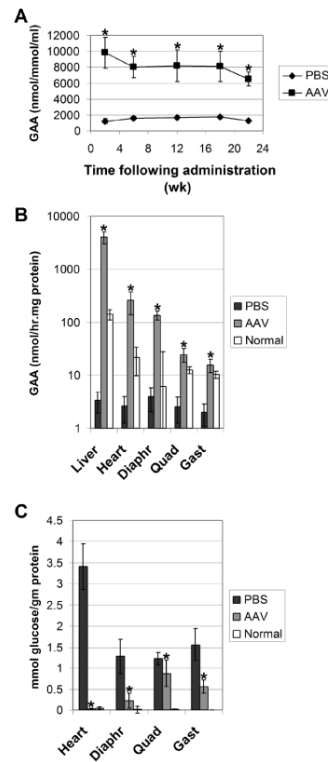 A
GAA (nmol/mmol/ml)
12000
10000
8000
6000
4000
2000
0
* * * * *
PBS
AAV
0 4 8 12 16 20 24
Time following administration
(wk)
B
GAA (nmol/hr.mg protein)
10000
1000
100
10
1
* * * * *
PBS
AAV
Normal
Liver Heart Diaphr Quad Gast
C
mmol glucose/gm protein
4.5
4
3.5
3
2.5
2
1.5
1
0.5
0
* * * *
PBS
AAV
Normal
Heart Diaphr Quad Gast